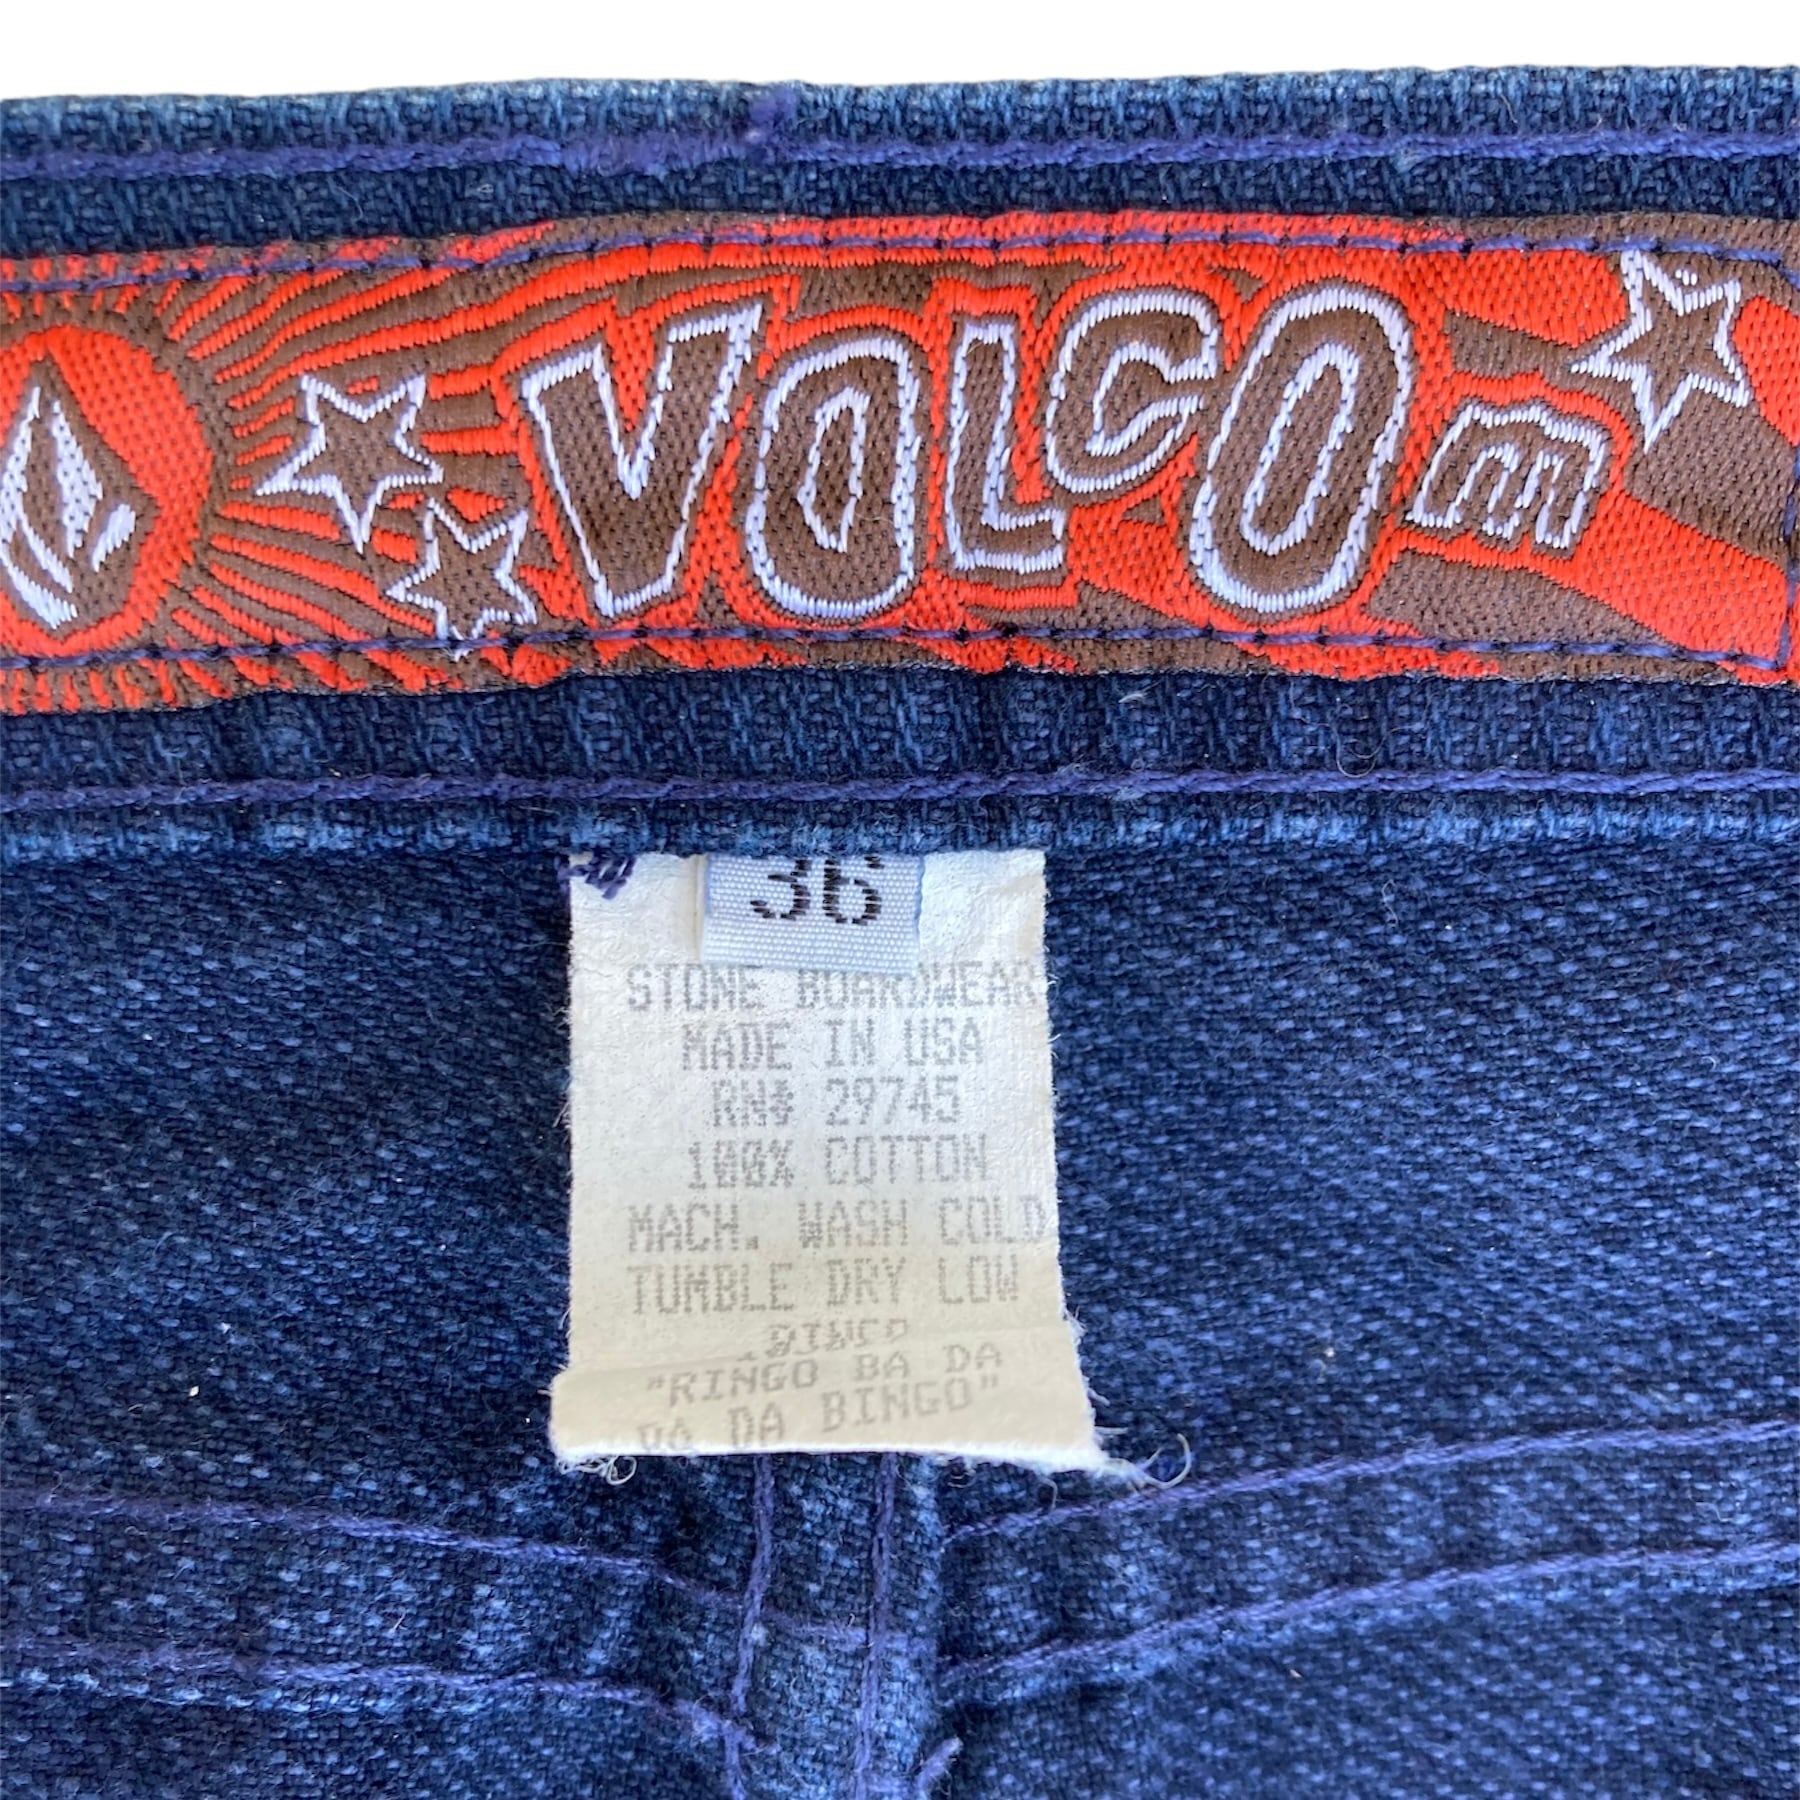 VOLCOm
36
STONE BOARDWEAR
MADE IN USA
RN# 29745
100% COTTON
MACH. WASH COLD
TUMBLE DRY LOW
"RINGO BA DA
DA DA BINGO"